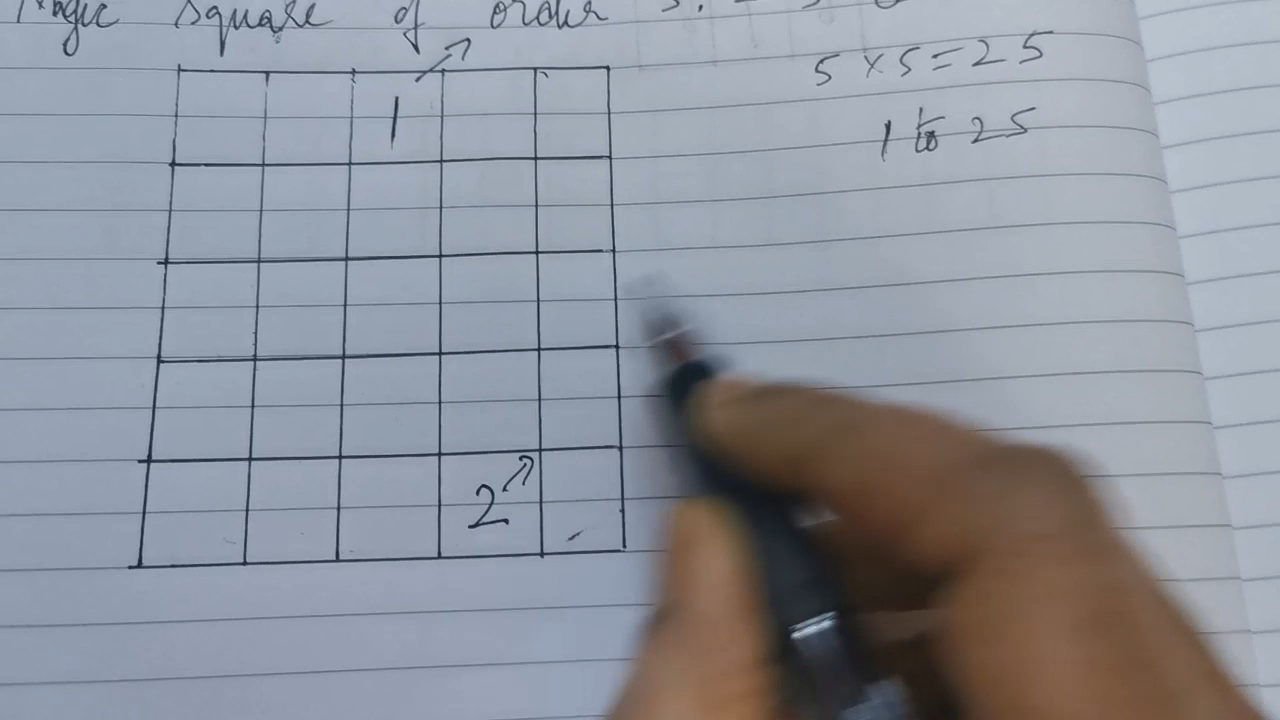 square of order
5 × 5 = 25
1 to 25
1
2